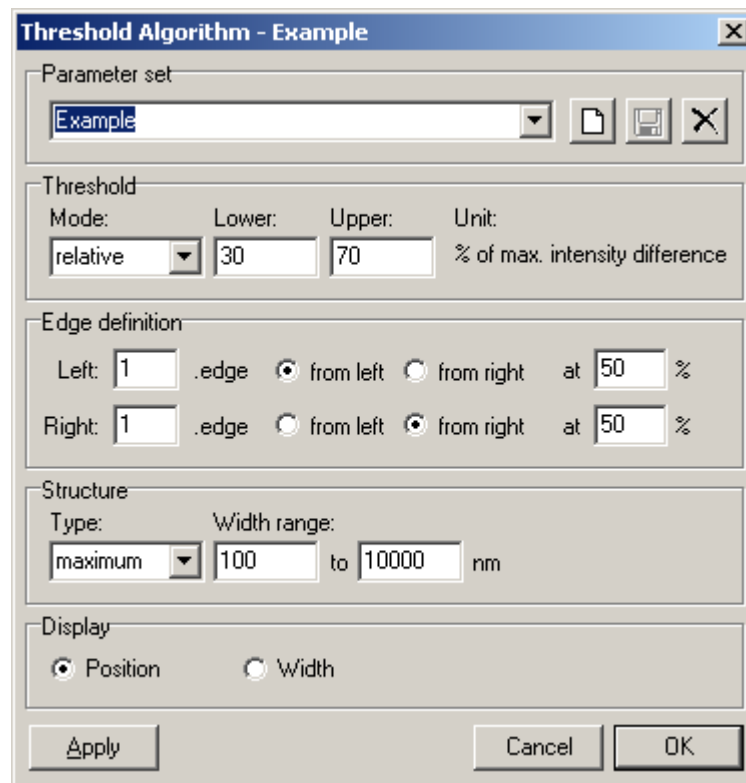 Threshold Algorithm - Example
Parameter set
Example
Threshold
Mode: Lower: Upper: Unit:
relative 30 70 % of max. intensity difference
Edge definition
Left: 1 .edge from left from right at 50 %
Right: 1 .edge from left from right at 50 %
Structure
Type: Width range:
maximum 100 to 10000 nm
Display
Position Width
Apply Cancel OK